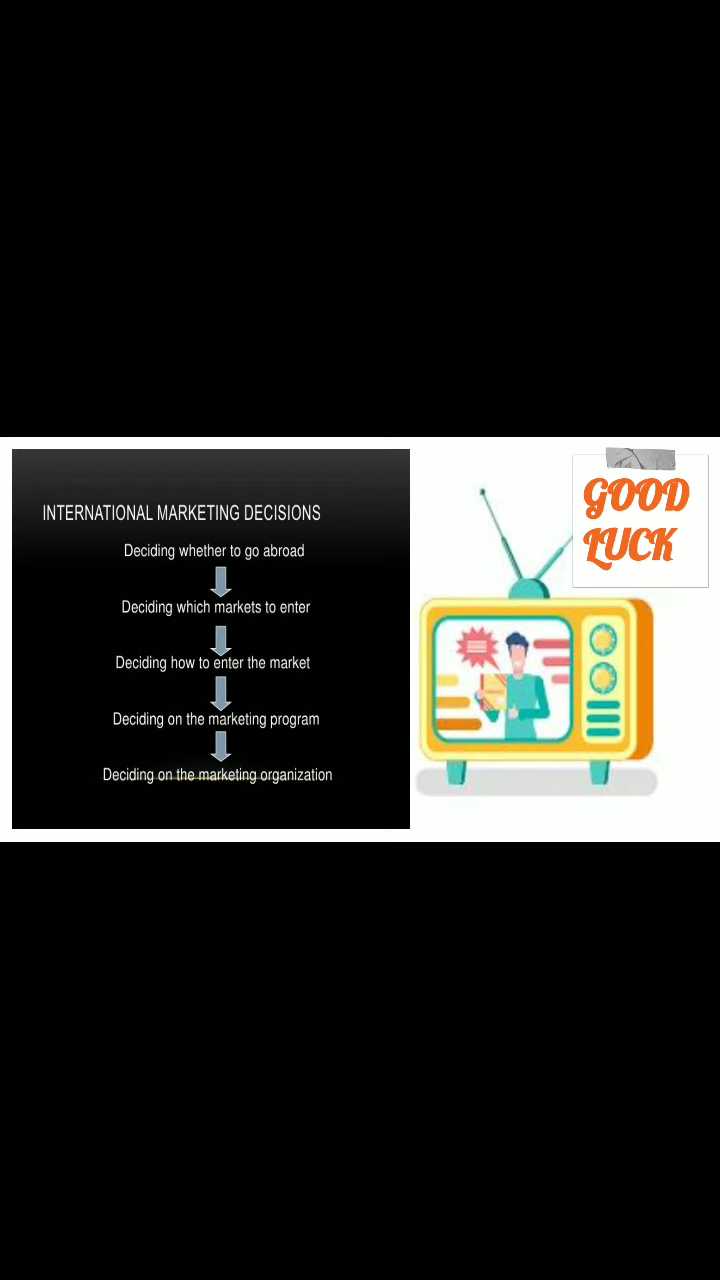 INTERNATIONAL MARKETING DECISIONS
Deciding whether to go abroad
Deciding which markets to enter
Deciding how to enter the market
Deciding on the marketing program
Deciding on the marketing organization
GOOD
LUCK